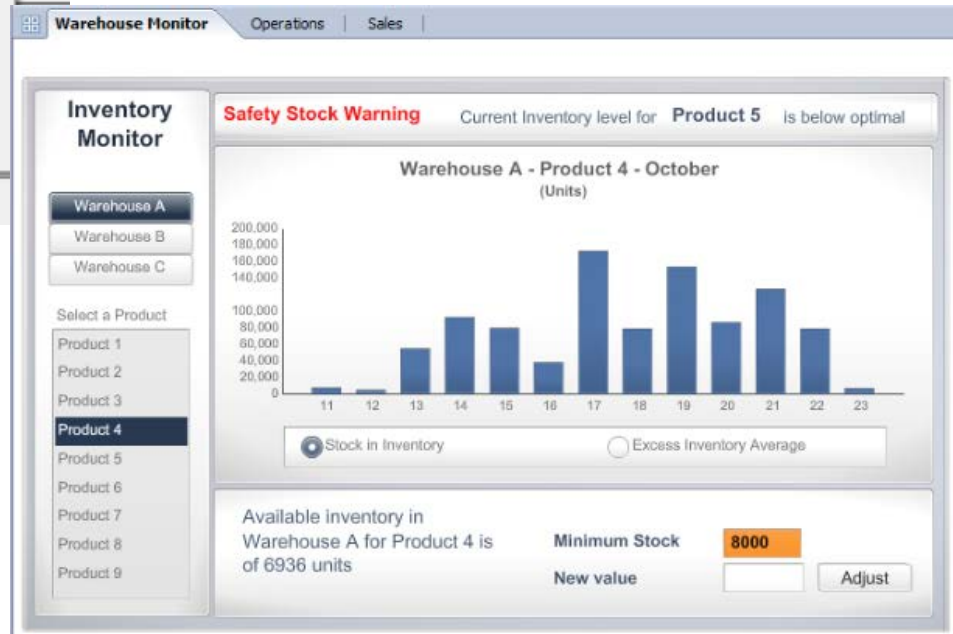 Warehouse Monitor
Operations
Sales
Inventory
Monitor
Warehouse A
Warehouse B
Warehouse C
Select a Product
Product 1
Product 2
Product 3
Product 4
Product 5
Product 6
Product 7
Product 8
Product 9
Safety Stock Warning Current Inventory level for Product 5 is below optimal
Warehouse A - Product 4 - October
(Units)
200,000
180,000
160,000
140,000
100,000
80,000
60,000
40,000
20,000
0
11 12 13 14 15 16 17 18 19 20 21 22 23
Stock in Inventory
Excess Inventory Average
Available inventory in
Warehouse A for Product 4 is
of 6936 units
Minimum Stock 8000
New value
Adjust